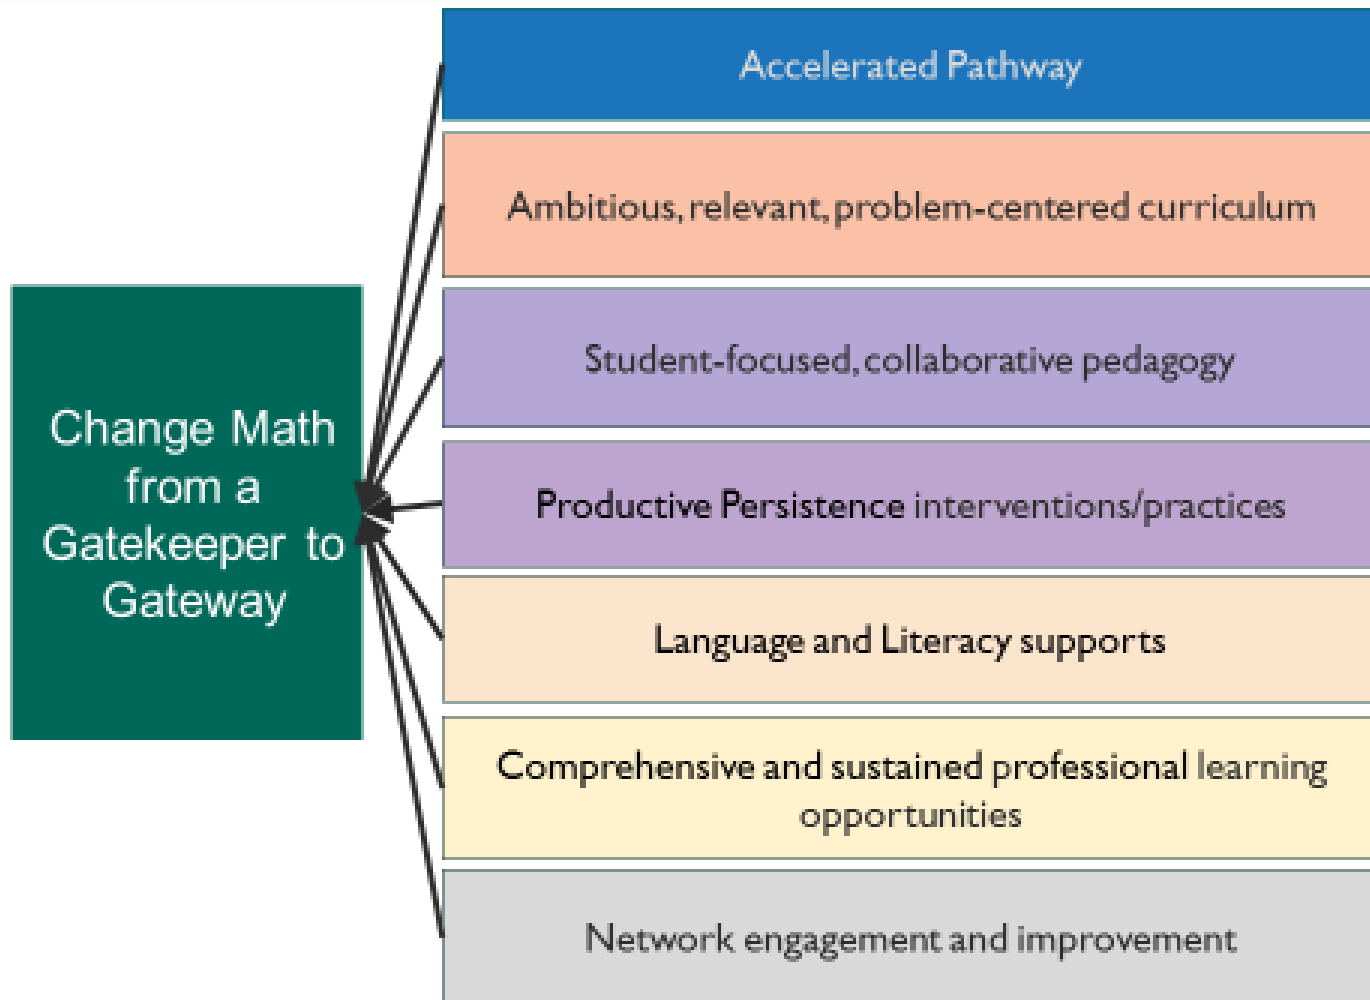 Accelerated Pathway
Ambitious, relevant, problem-centered curriculum
Student-focused, collaborative pedagogy
Change Math
from a
Gatekeeper to
Gateway
Productive Persistence interventions/practices
Language and Literacy supports
Comprehensive and sustained professional learning
opportunities
Network engagement and improvement